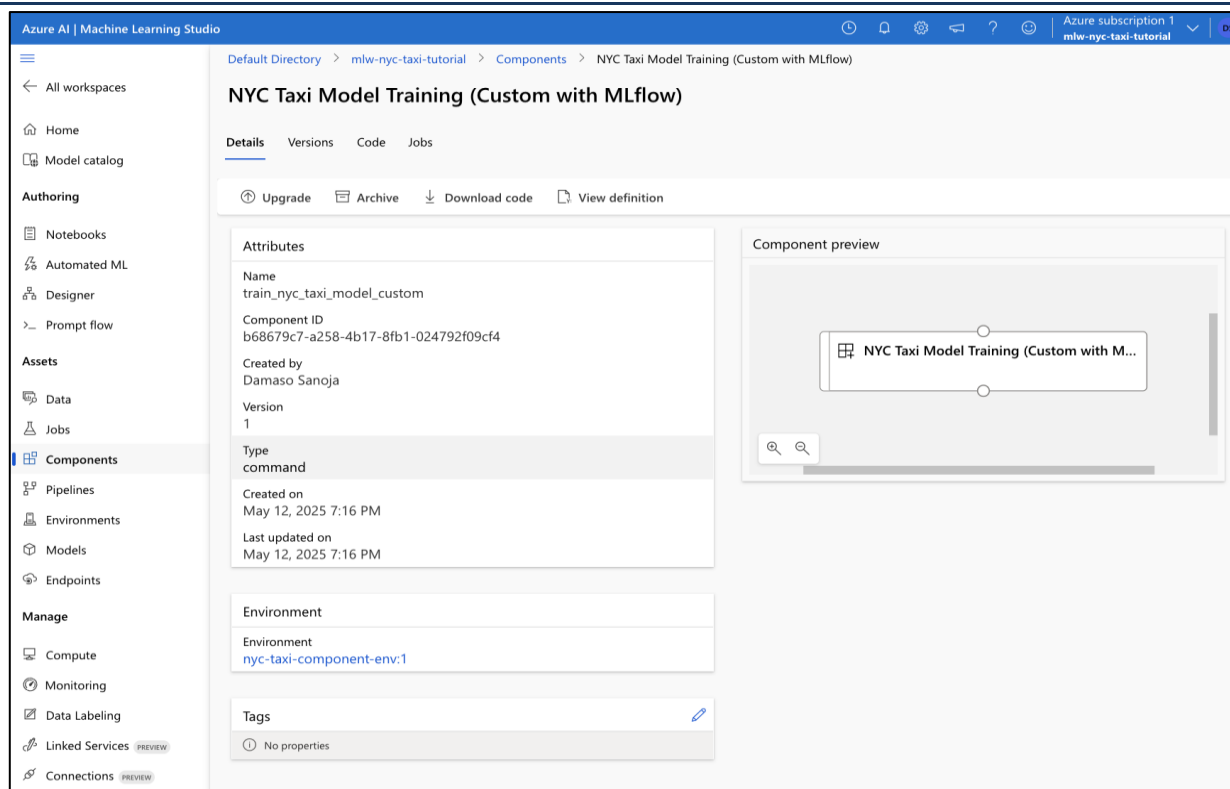 Azure AI | Machine Learning Studio
Azure subscription 1
mlw-nyc-taxi-tutorial
All workspaces
Home
Model catalog
Authoring
Notebooks
Automated ML
Designer
Prompt flow
Assets
Data
Jobs
Components
Pipelines
Environments
Models
Endpoints
Manage
Compute
Monitoring
Data Labeling
Linked Services PREVIEW
Connections PREVIEW
Default Directory > mlw-nyc-taxi-tutorial > Components > NYC Taxi Model Training (Custom with MLflow)
NYC Taxi Model Training (Custom with MLflow)
Details Versions Code Jobs
Upgrade Archive Download code View definition
Attributes
Name
train_nyc_taxi_model_custom
Component ID
b68679c7-a258-4b17-8fb1-024792f09cf4
Created by
Damaso Sanoja
Version
1
Type
command
Created on
May 12, 2025 7:16 PM
Last updated on
May 12, 2025 7:16 PM
Environment
Environment
nyc-taxi-component-env:1
Tags
No properties
Component preview
NYC Taxi Model Training (Custom with M...